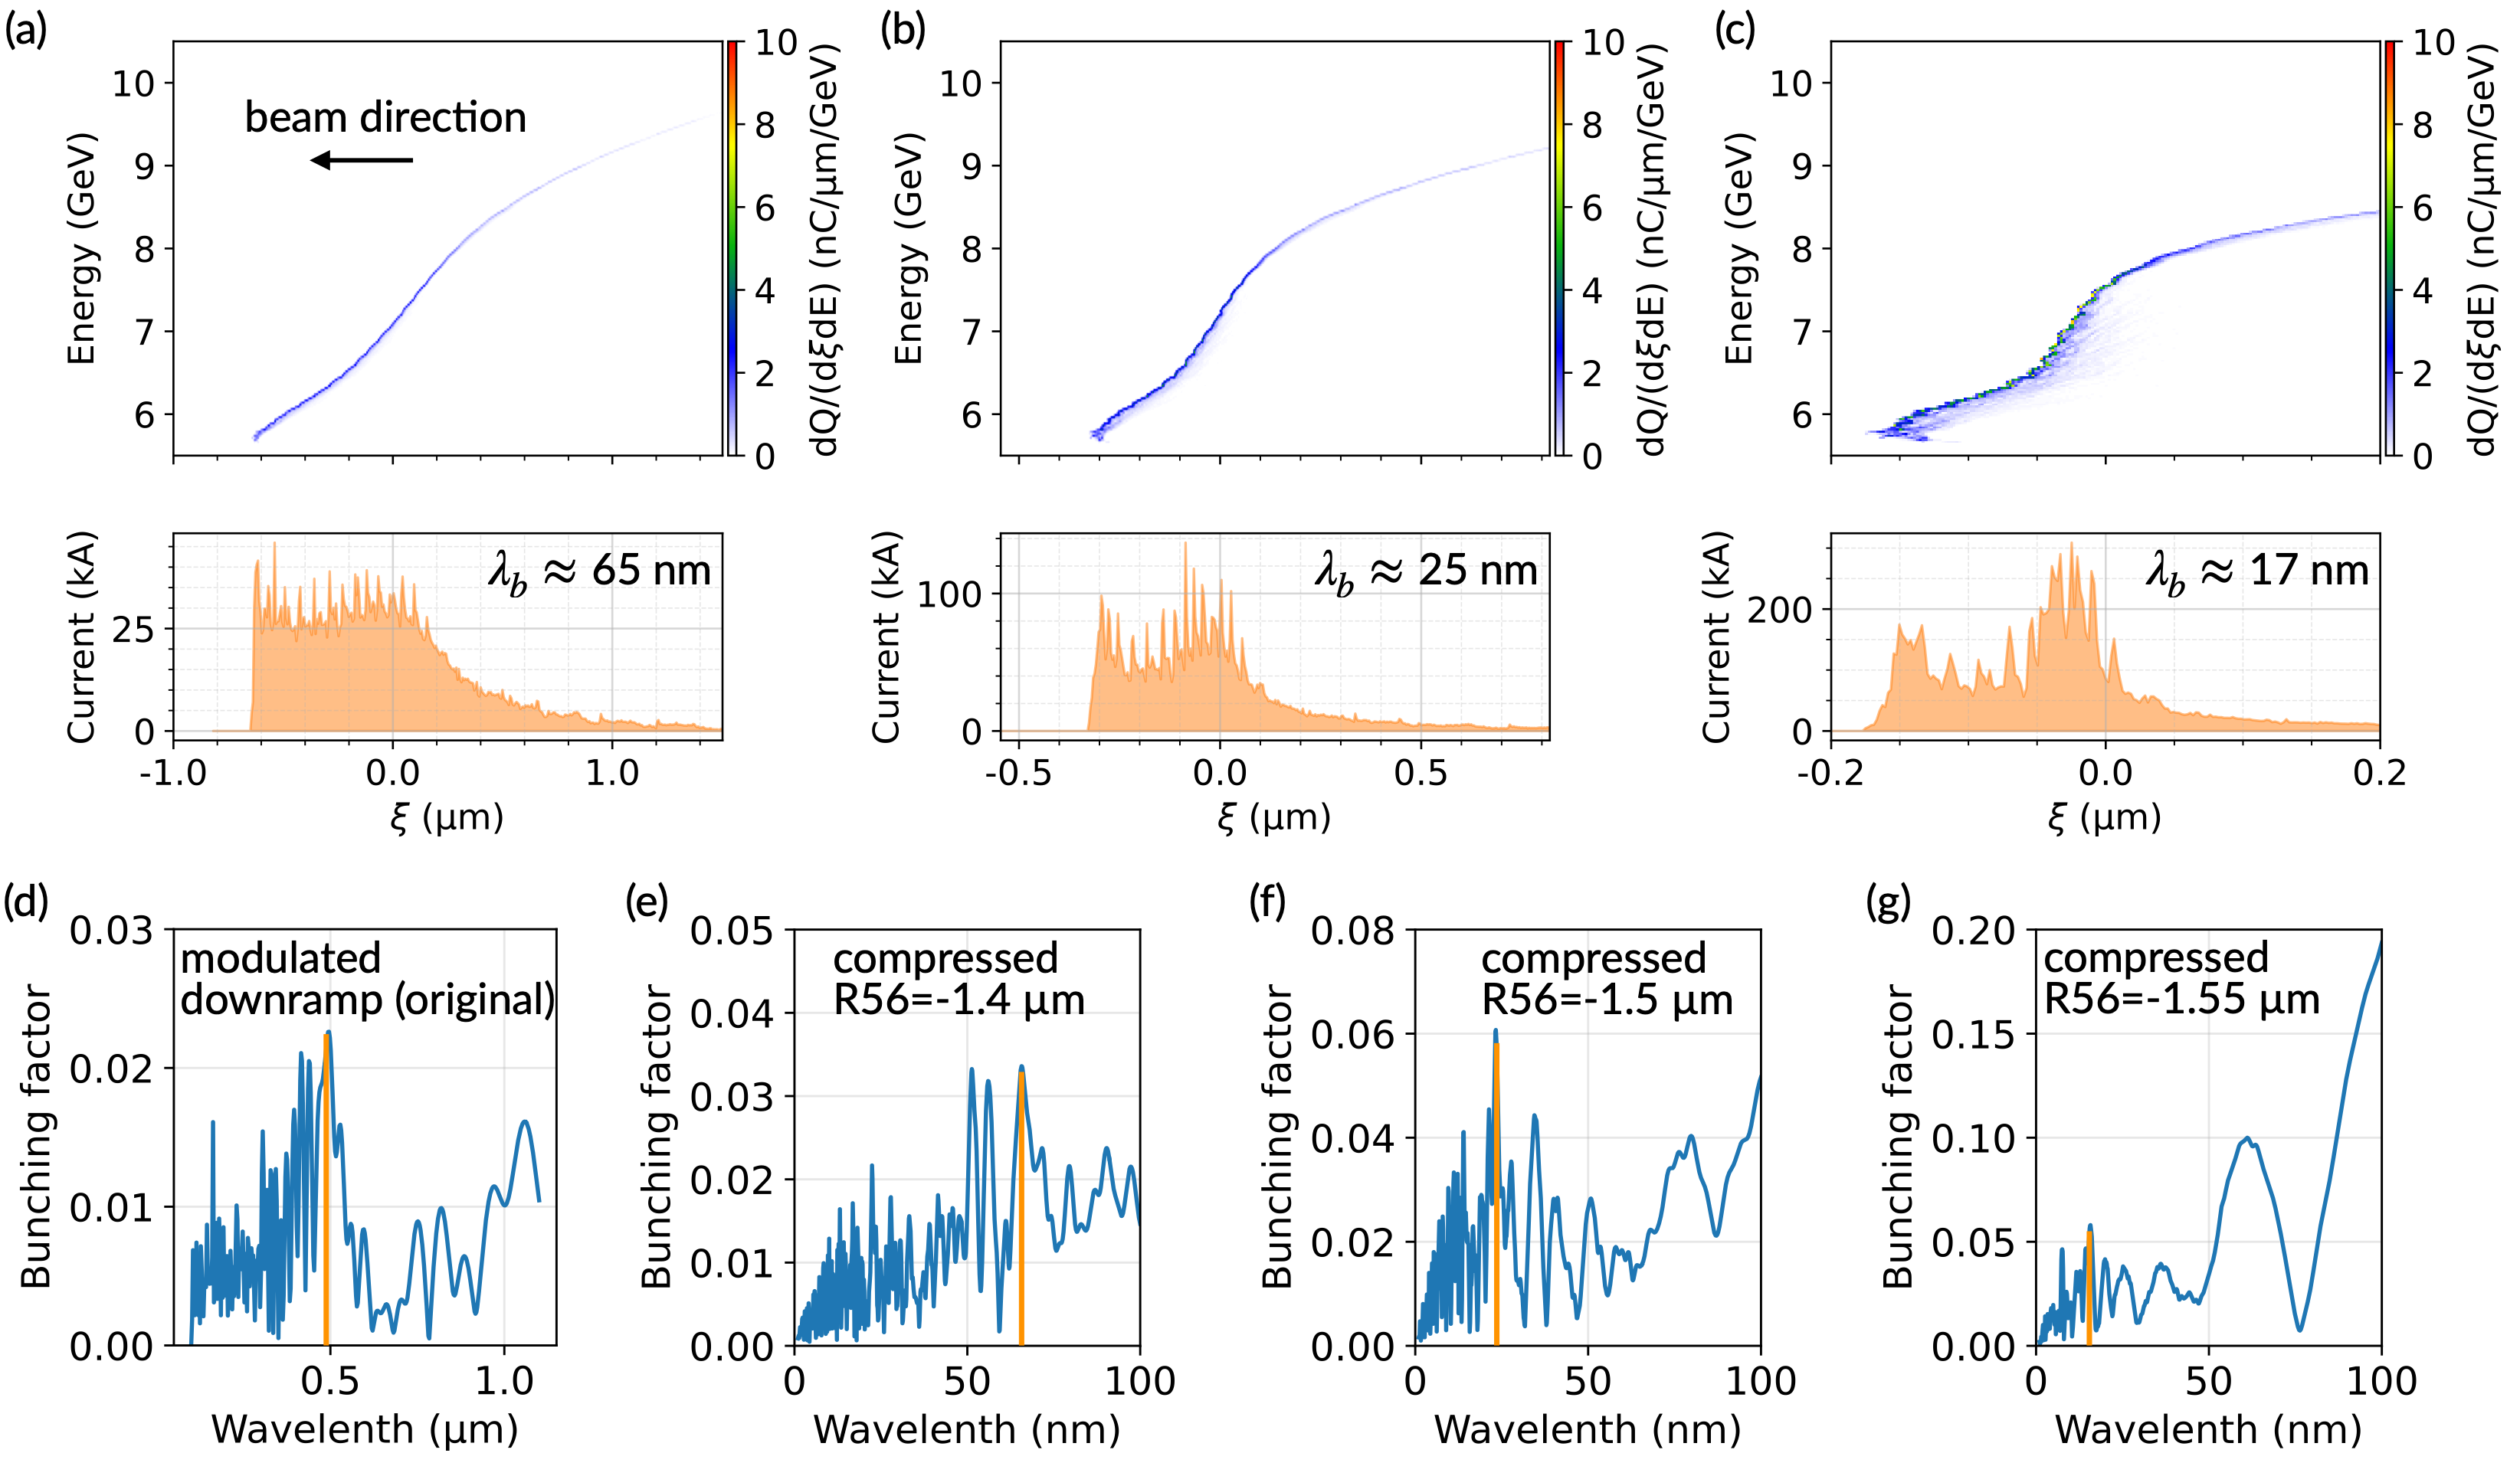 (a)
10
9
8
7
6
Energy (GeV)
beam direction
10
8
6
4
2
0
dQ/(dξdE) (nC/μm/GeV)
25
0
Current (kA)
λb ≈ 65 nm
-1.0 0.0 1.0
ξ (μm)
(b)
10
9
8
7
6
Energy (GeV)
10
8
6
4
2
0
dQ/(dξdE) (nC/μm/GeV)
100
0
Current (kA)
λb ≈ 25 nm
-0.5 0.0 0.5
ξ (μm)
(c)
10
9
8
7
6
Energy (GeV)
10
8
6
4
2
0
dQ/(dξdE) (nC/μm/GeV)
200
0
Current (kA)
λb ≈ 17 nm
-0.2 0.0 0.2
ξ (μm)
(d)
0.03
0.02
0.01
0.00
Bunching factor
modulated
downramp (original)
0.5 1.0
Wavelenth (μm)
(e)
0.05
0.04
0.03
0.02
0.01
0.00
Bunching factor
compressed
R56=-1.4 μm
0 50 100
Wavelenth (nm)
(f)
0.08
0.06
0.04
0.02
0.00
Bunching factor
compressed
R56=-1.5 μm
0 50 100
Wavelenth (nm)
(g)
0.20
0.15
0.10
0.05
0.00
Bunching factor
compressed
R56=-1.55 μm
0 50 100
Wavelenth (nm)